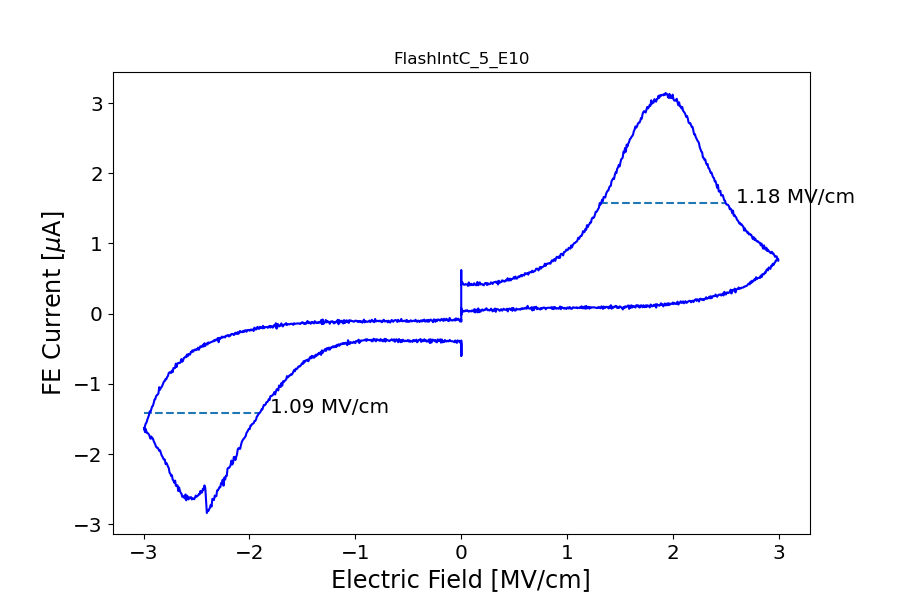 FlashIntC_5_E10
FE Current [μA]
3
2
1
0
−1
−2
−3
1.18 MV/cm
1.09 MV/cm
−3 −2 −1 0 1 2 3
Electric Field [MV/cm]